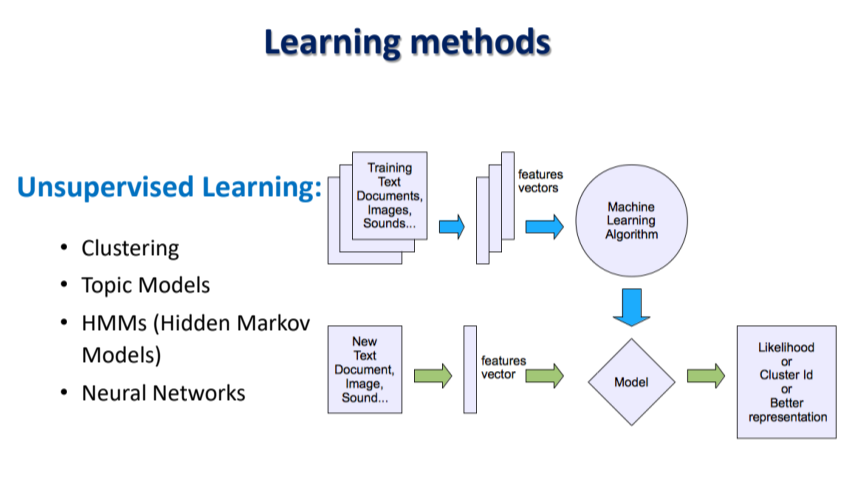 Learning methods
Unsupervised Learning:
• Clustering
• Topic Models
• HMMs (Hidden Markov
Models)
• Neural Networks
Training
Text
Documents,
Images,
Sounds...
features
vectors
Machine
Learning
Algorithm
New
Text
Document,
Image,
Sound...
features
vector
Model
Likelihood
or
Cluster Id
or
Better
representation